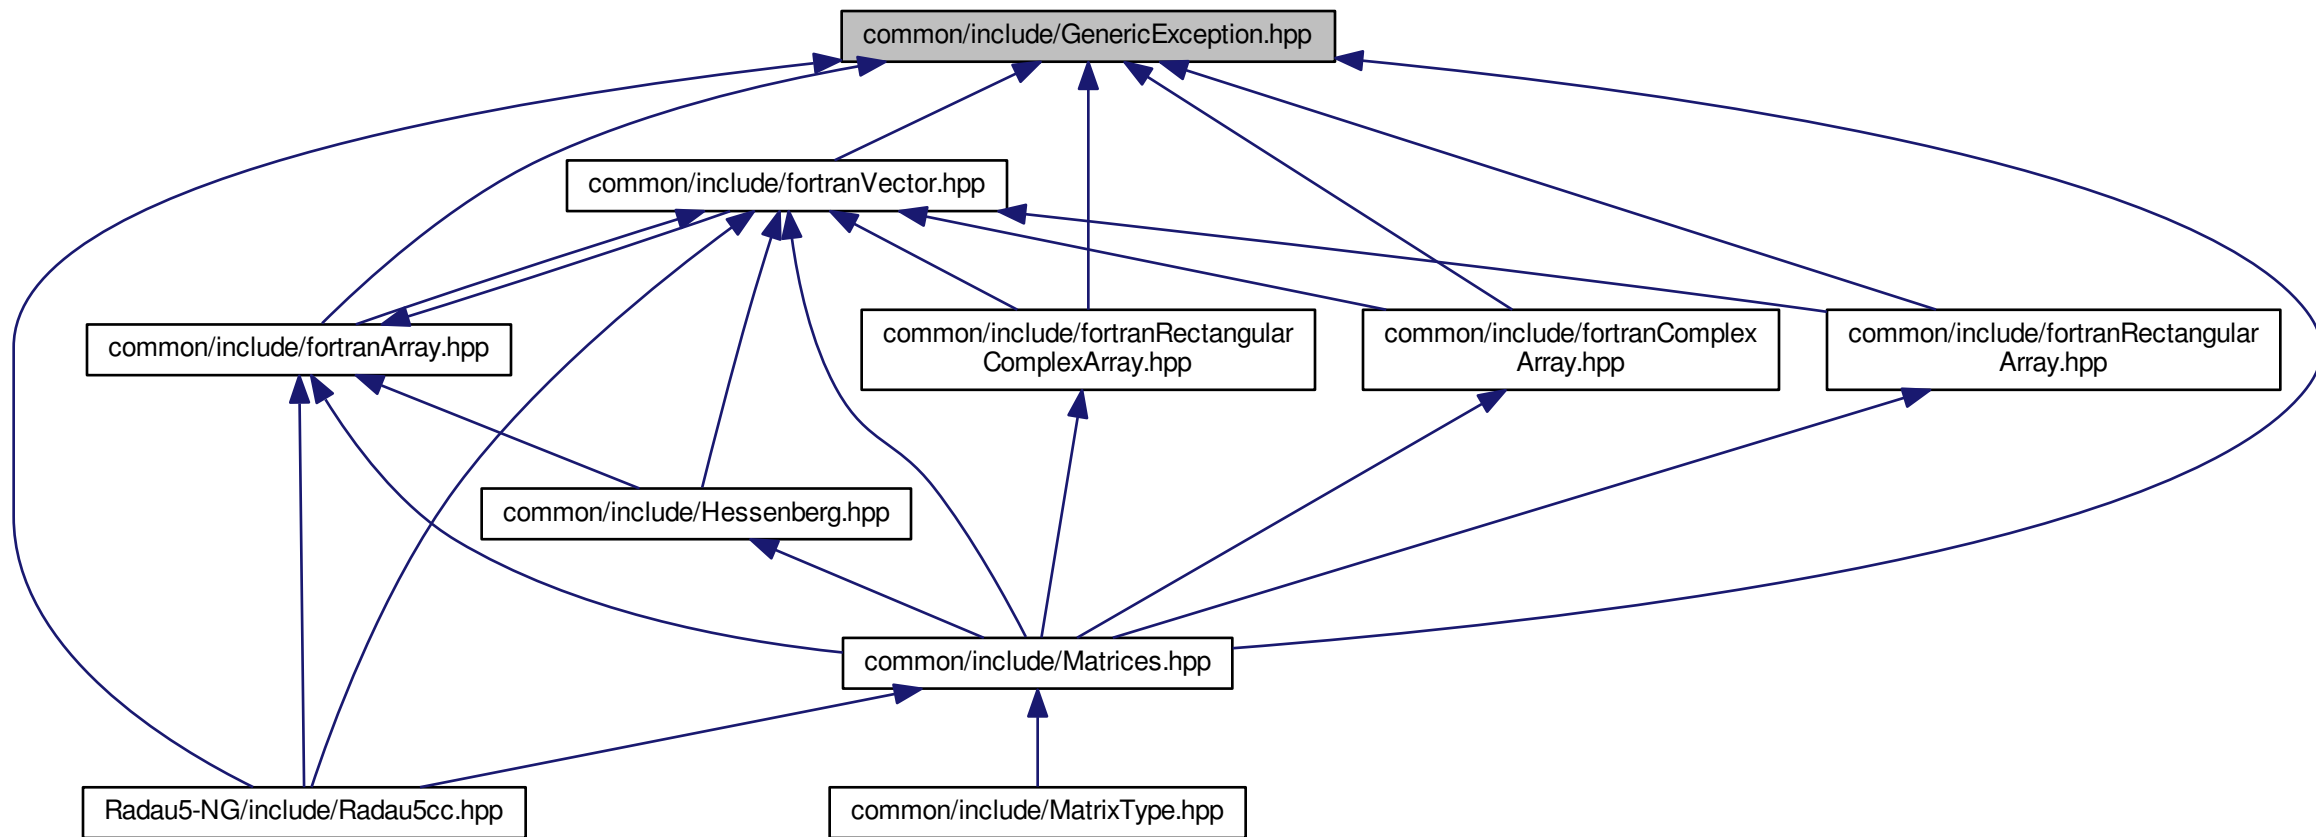 common/include/GenericException.hpp
common/include/fortranVector.hpp
common/include/fortranArray.hpp
common/include/fortranRectangular
ComplexArray.hpp
common/include/fortranComplex
Array.hpp
common/include/fortranRectangular
Array.hpp
common/include/Hessenberg.hpp
common/include/Matrices.hpp
Radau5-NG/include/Radau5cc.hpp
common/include/MatrixType.hpp